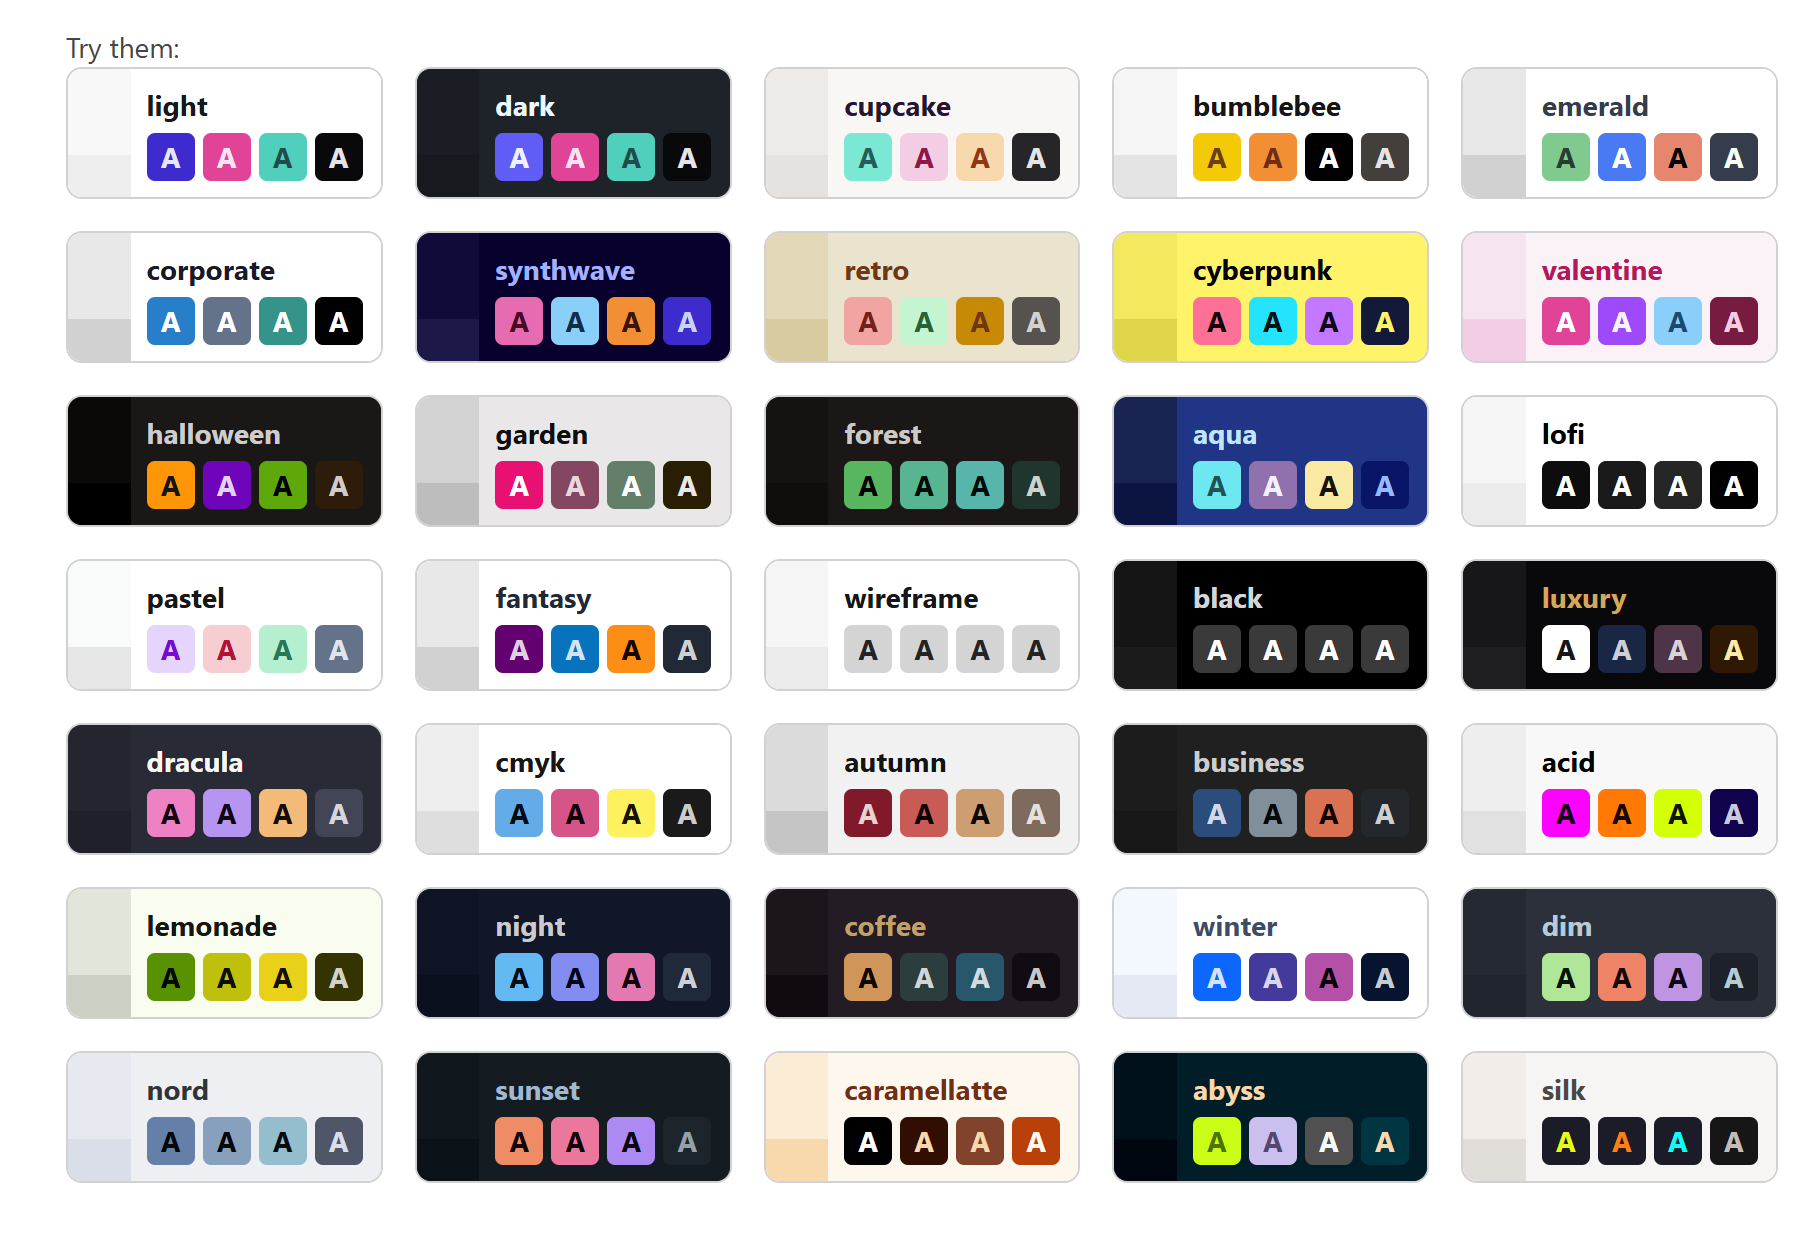 Try them:
light
A A A A
dark
A A A A
cupcake
A A A A
bumblebee
A A A A
emerald
A A A A
corporate
A A A A
synthwave
A A A A
retro
A A A A
cyberpunk
A A A A
valentine
A A A A
halloween
A A A A
garden
A A A A
forest
A A A A
aqua
A A A A
lofi
A A A A
pastel
A A A A
fantasy
A A A A
wireframe
A A A A
black
A A A A
luxury
A A A A
dracula
A A A A
cmyk
A A A A
autumn
A A A A
business
A A A A
acid
A A A A
lemonade
A A A A
night
A A A A
coffee
A A A A
winter
A A A A
dim
A A A A
nord
A A A A
sunset
A A A A
caramellatte
A A A A
abyss
A A A A
silk
A A A A